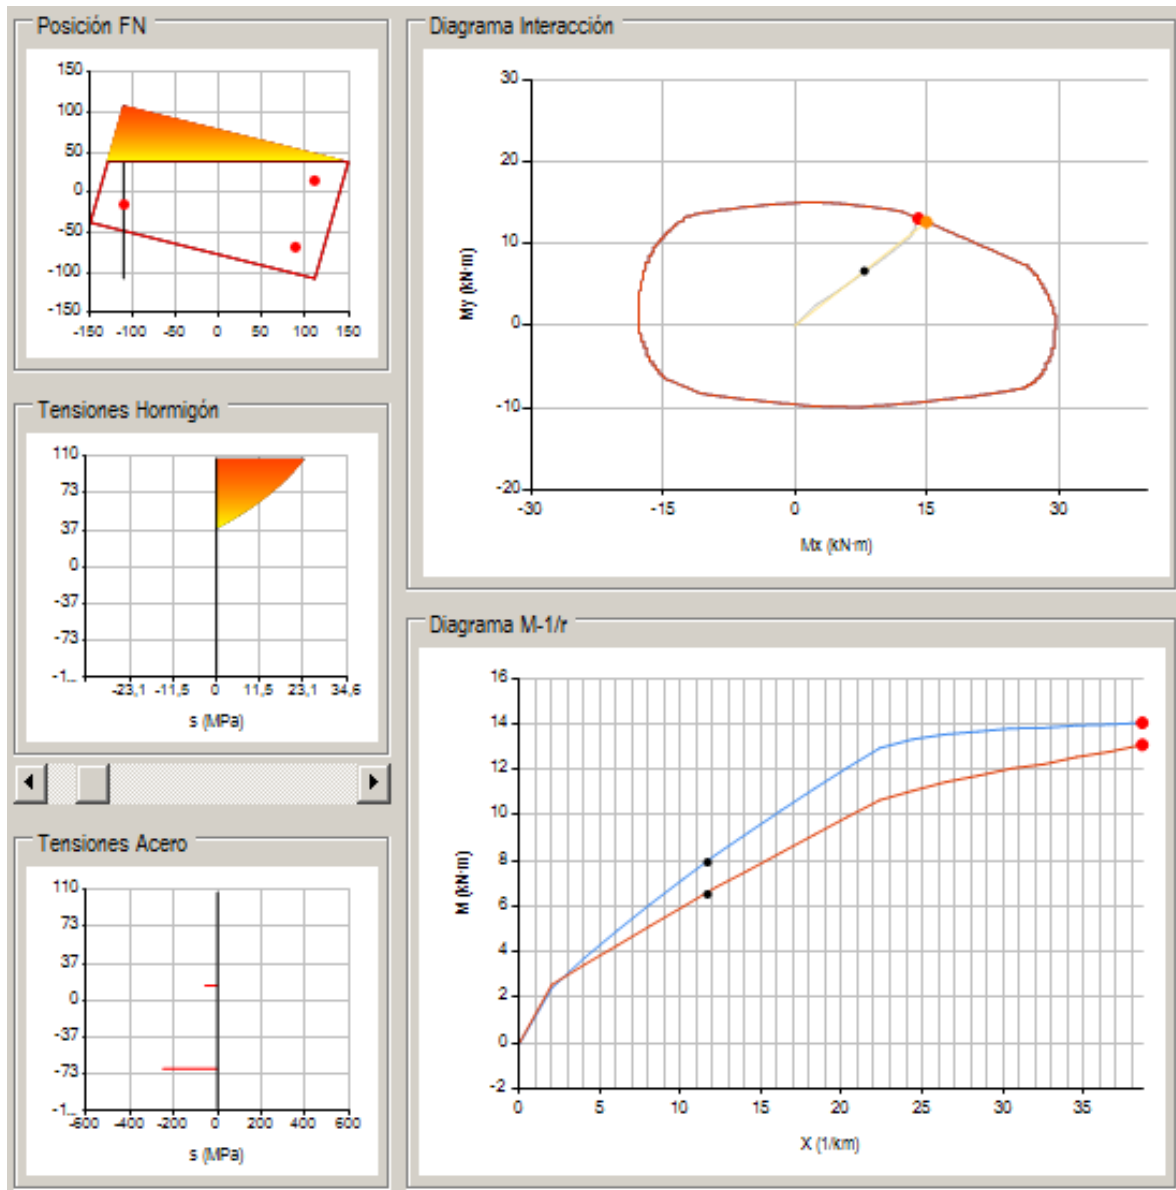 Posición FN
150
100
50
0
-50
-100
-150
-150 -100 -50 0 50 100 150
Tensiones Hormigón
110
73
37
0
-37
-73
-1...
-23,1 -11,5 0 11,5 23,1 34,6
s (MPa)
Tensiones Acero
110
73
37
0
-37
-73
-1...
-600 -400 -200 0 200 400 600
s (MPa)
Diagrama Interacción
My (kN·m)
30
20
10
0
-10
-20
-30 -15 0 15 30
Mx (kN·m)
Diagrama M-1/r
M (kN·m)
16
14
12
10
8
6
4
2
0
-2
0 5 10 15 20 25 30 35
X (1/km)